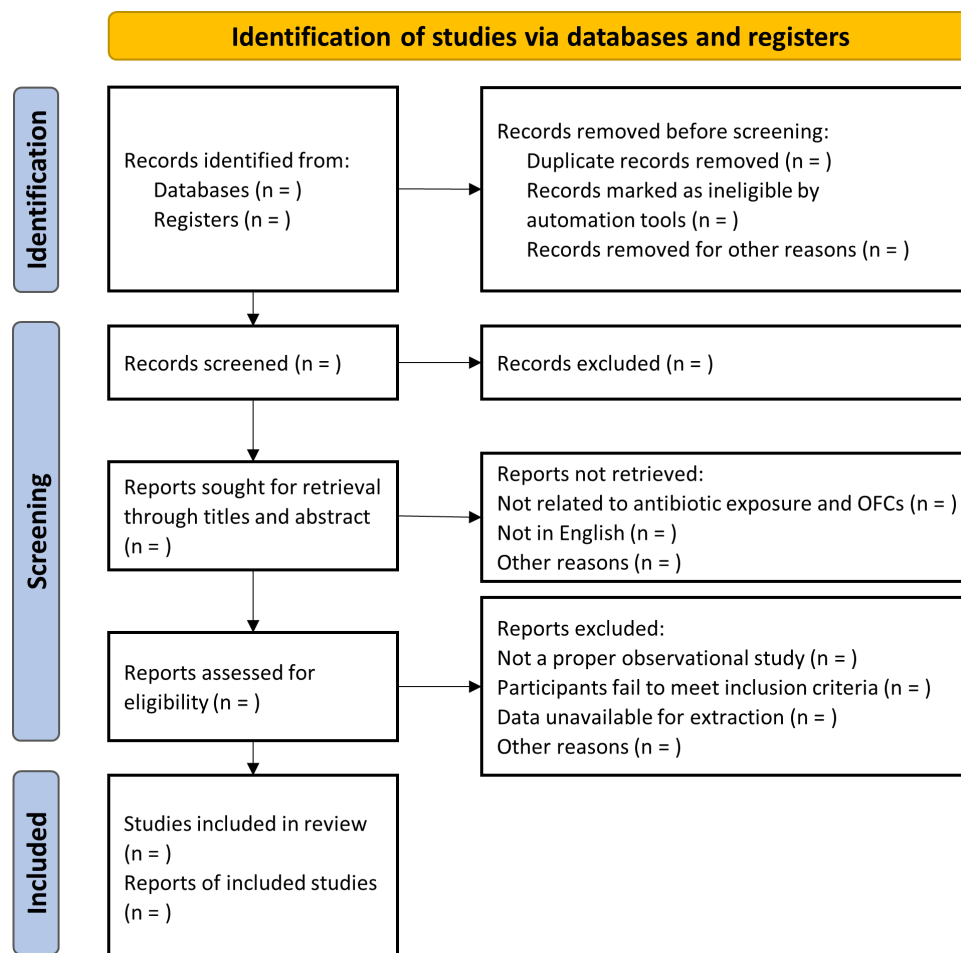 Identification of studies via databases and registers
Identification
Records identified from:
Databases (n = )
Registers (n = )
Records removed before screening:
Duplicate records removed (n = )
Records marked as ineligible by
automation tools (n = )
Records removed for other reasons (n = )
Screening
Records screened (n = )
Records excluded (n = )
Reports sought for retrieval
through titles and abstract
(n = )
Reports not retrieved:
Not related to antibiotic exposure and OFCs (n = )
Not in English (n = )
Other reasons (n = )
Reports assessed for
eligibility (n = )
Reports excluded:
Not a proper observational study (n = )
Participants fail to meet inclusion criteria (n = )
Data unavailable for extraction (n = )
Other reasons (n = )
Included
Studies included in review
(n = )
Reports of included studies
(n = )